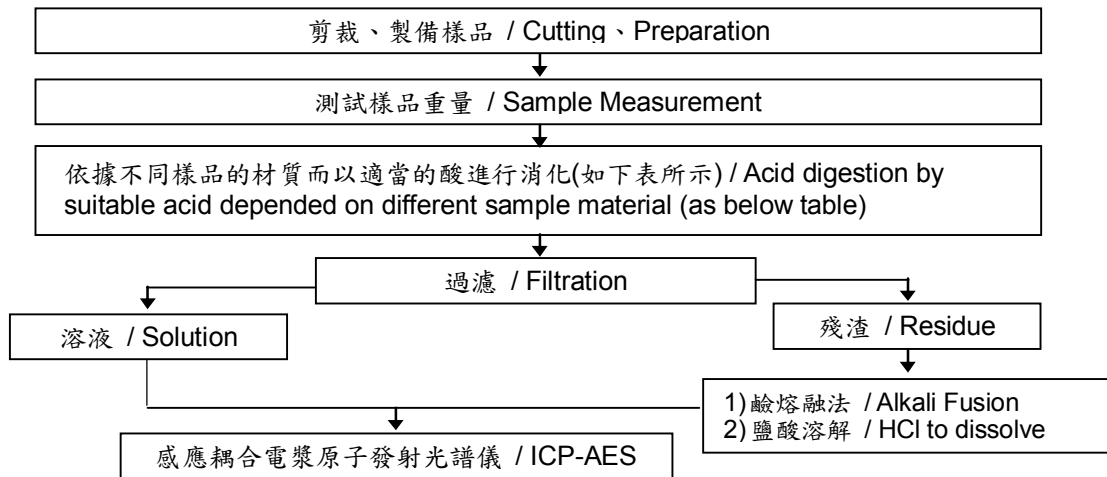 剪裁、製備樣品 / Cutting、Preparation
測試樣品重量 / Sample Measurement
依據不同樣品的材質而以適當的酸進行消化(如下表所示) / Acid digestion by
suitable acid depended on different sample material (as below table)
過濾 / Filtration
溶液 / Solution
殘渣 / Residue
1)鹼熔融法 / Alkali Fusion
2)鹽酸溶解 / HCl to dissolve
感應耦合電漿原子發射光譜儀 / ICP-AES